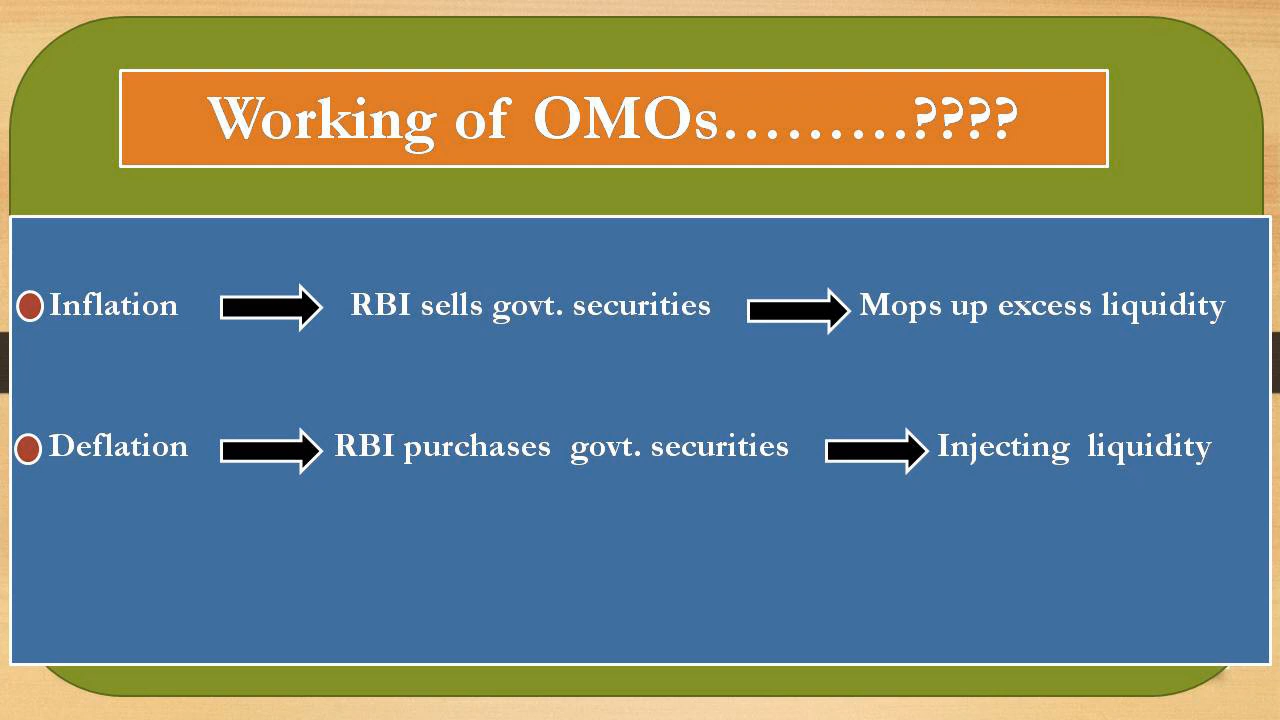 Working of OMOs.........????
Inflation RBI sells govt. securities Mops up excess liquidity
Deflation RBI purchases govt. securities Injecting liquidity